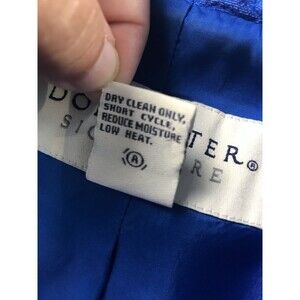 DRY CLEAN ONLY,
SHORT CYCLE,
REDUCE MOISTURE
LOW HEAT.
(A)
DO TER®
SIG RE